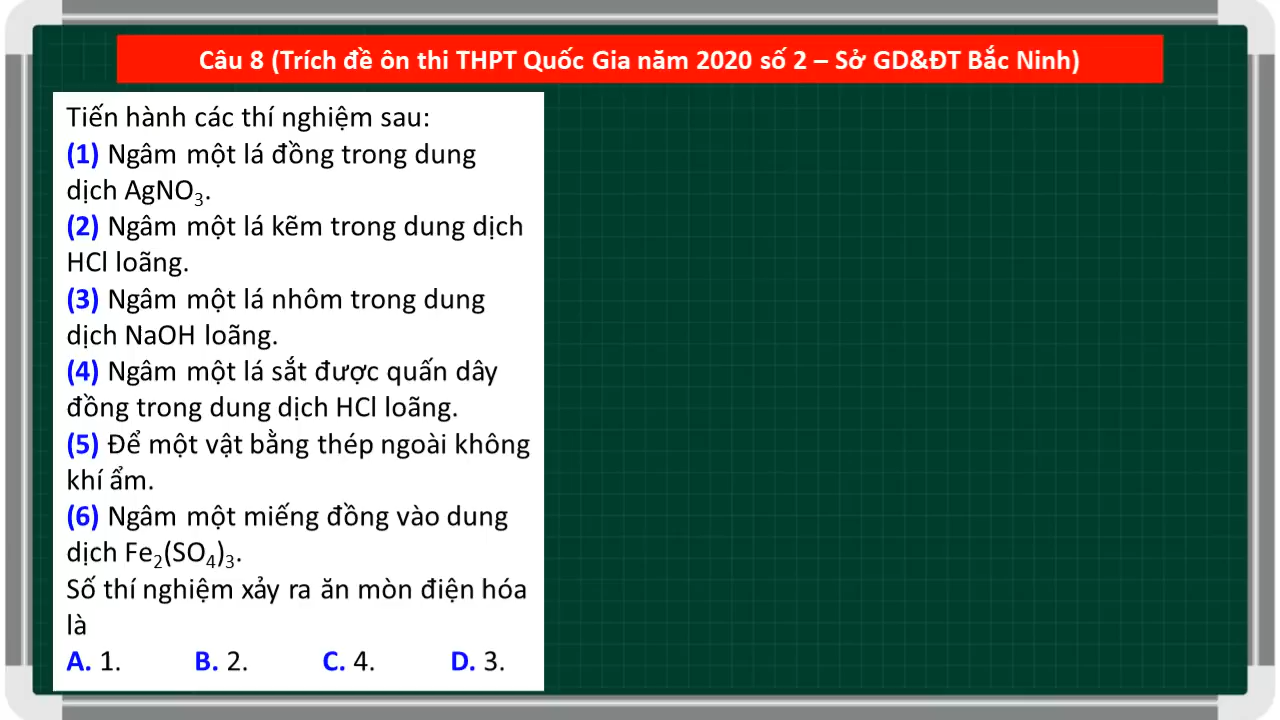 Câu 8 (Trích đề ôn thi THPT Quốc Gia năm 2020 số 2 – Sở GD&ĐT Bắc Ninh)
Tiến hành các thí nghiệm sau:
(1) Ngâm một lá đồng trong dung
dịch AgNO₃.
(2) Ngâm một lá kẽm trong dung dịch
HCl loãng.
(3) Ngâm một lá nhôm trong dung
dịch NaOH loãng.
(4) Ngâm một lá sắt được quấn dây
đồng trong dung dịch HCl loãng.
(5) Để một vật bằng thép ngoài không
khí ẩm.
(6) Ngâm một miếng đồng vào dung
dịch Fe₂(SO₄)₃.
Số thí nghiệm xảy ra ăn mòn điện hóa
là
A. 1. B. 2. C. 4. D. 3.